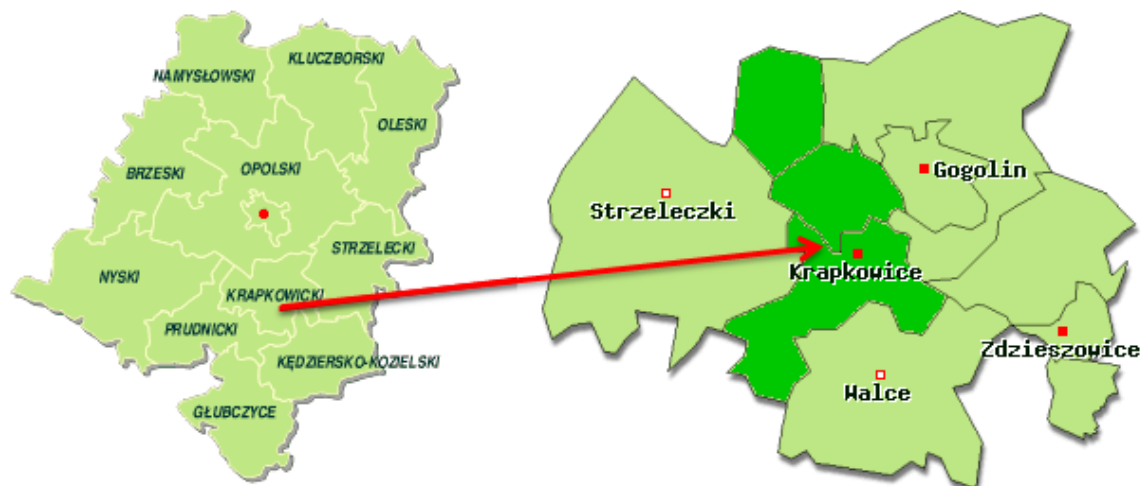 KLUCZBORSKI
NAMYSŁOWSKI
OLESKI
OPOLSKI
BRZESKI
STRZELECKI
NYSKI
KRAPKOWICKI
PRUDNICKI
KĘDZIERSKO-KOZIELSKI
GŁUBCZYCE
Gogolin
Strzeleczki
Krapkowice
Zdzieszowice
Walce